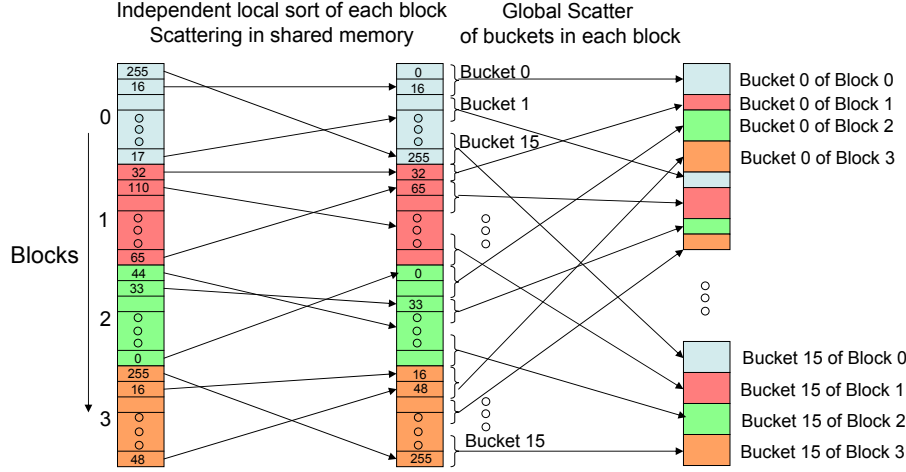 Independent local sort of each block
Scattering in shared memory
Global Scatter
of buckets in each block
Blocks
0
1
2
3
255
16
17
32
110
65
44
33
0
255
16
48
0
16
255
32
65
0
33
16
48
255
Bucket 0
Bucket 1
Bucket 15
Bucket 15
Bucket 0 of Block 0
Bucket 0 of Block 1
Bucket 0 of Block 2
Bucket 0 of Block 3
Bucket 15 of Block 0
Bucket 15 of Block 1
Bucket 15 of Block 2
Bucket 15 of Block 3